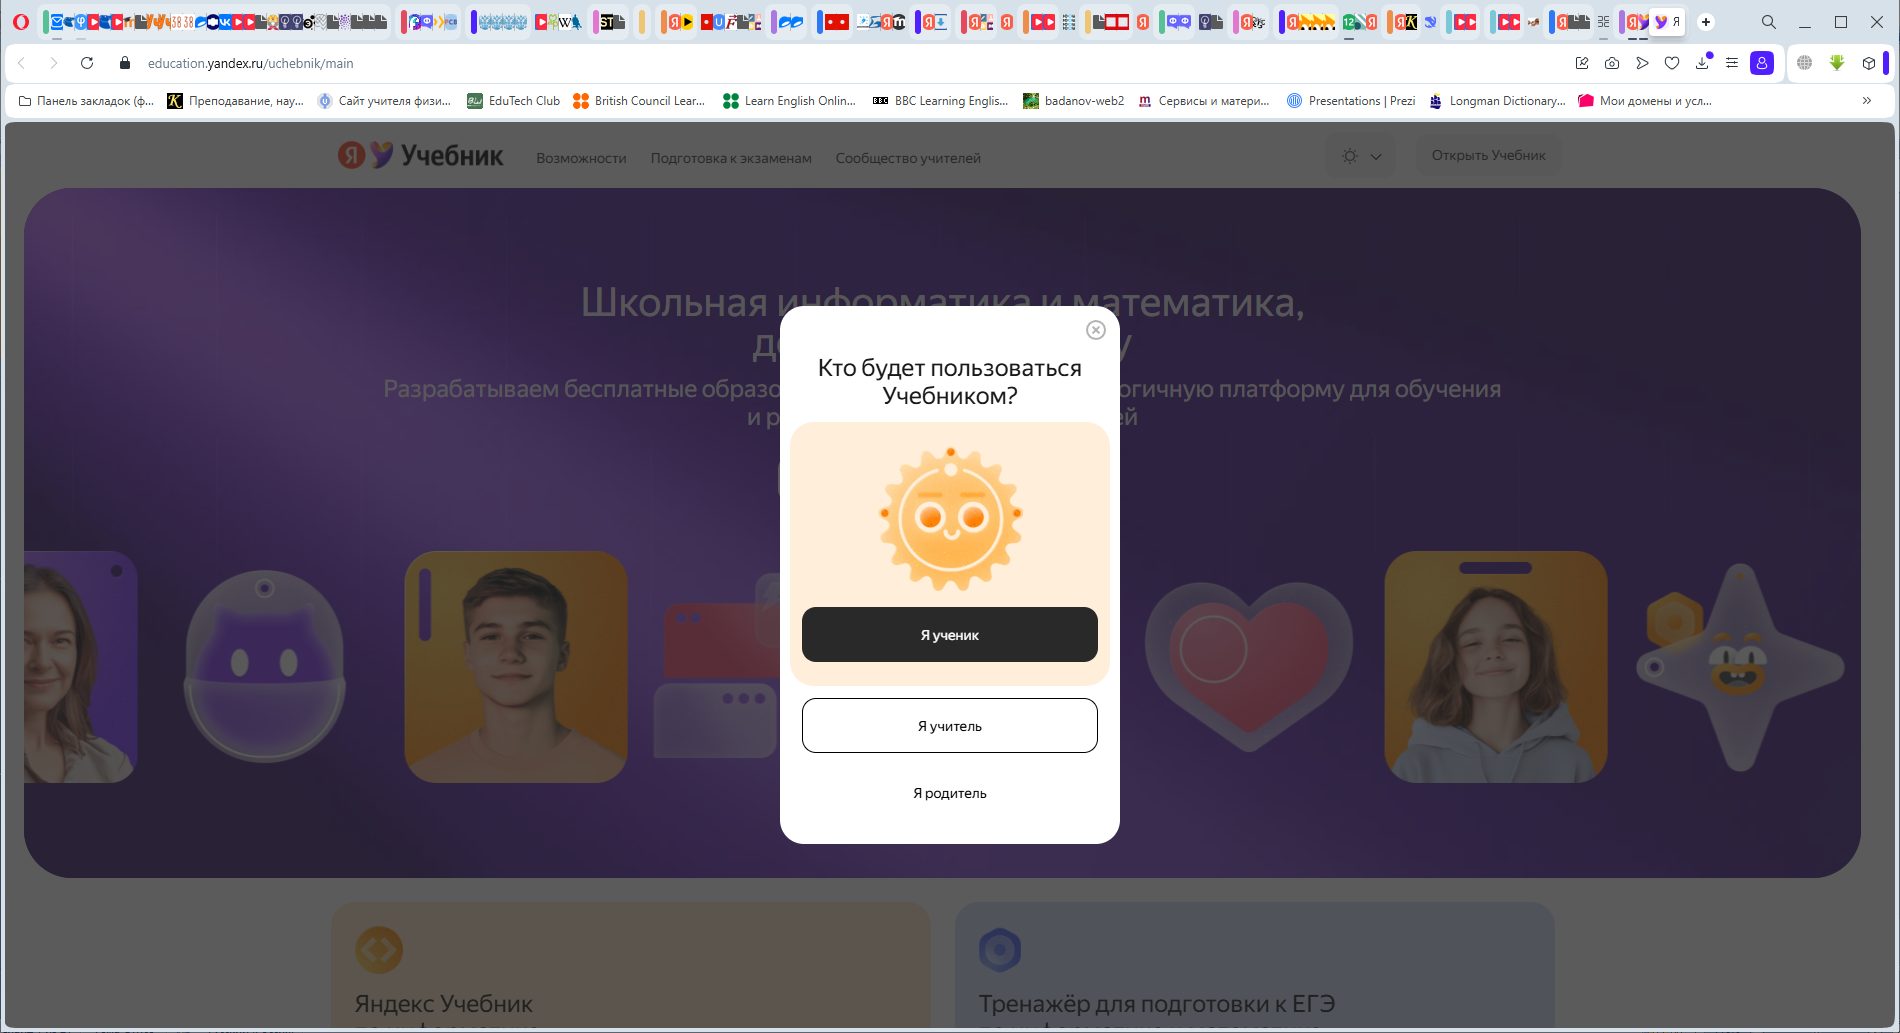 education.yandex.ru/uchebnik/main
Панель закладок (ф...
Преподавание, нау...
Сайт учителя физи...
EduTech Club
British Council Lear...
Learn English Onlin...
BBC BBC Learning Englis...
badanov-web2
Сервисы и матери...
Presentations | Prezi
Longman Dictionary...
Мои домены и усл...
Я Учебник
Возможности
Подготовка к экзаменам
Сообщество учителей
Открыть Учебник
Школьная информатика и математика,
Разрабатываем бесплатные
платформу для обучения
Кто будет пользоваться
Учебником?
Я ученик
Я учитель
Я родитель
Яндекс Учебник
Тренажёр для подготовки к ЕГЭ